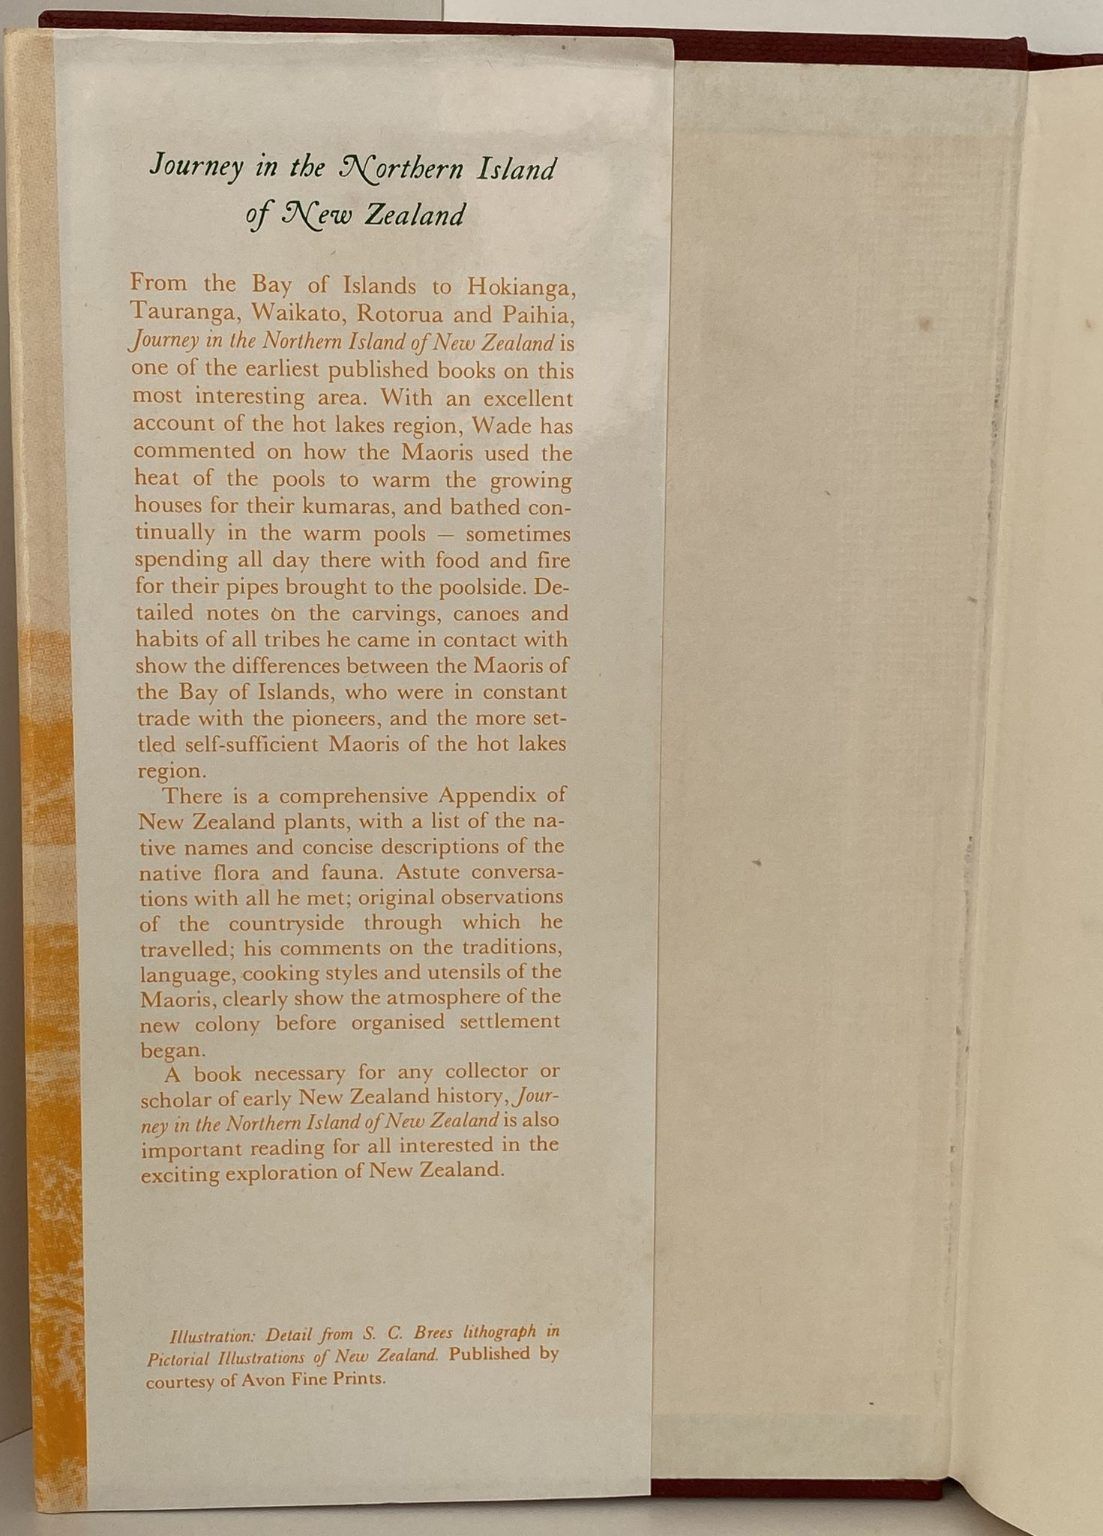 Journey in the Northern Island
of New Zealand
From the Bay of Islands to Hokianga,
Tauranga, Waikato, Rotorua and Paihia,
Journey in the Northern Island of New Zealand is
one of the earliest published books on this
most interesting area. With an excellent
account of the hot lakes region, Wade has
commented on how the Maoris used the
heat of the pools to warm the growing
houses for their kumaras, and bathed con-
tinually in the warm pools — sometimes
spending all day there with food and fire
for their pipes brought to the poolside. De-
tailed notes on the carvings, canoes and
habits of all tribes he came in contact with
show the differences between the Maoris of
the Bay of Islands, who were in constant
trade with the pioneers, and the more set-
tled self-sufficient Maoris of the hot lakes
region.
There is a comprehensive Appendix of
New Zealand plants, with a list of the na-
tive names and concise descriptions of the
native flora and fauna. Astute conversa-
tions with all he met; original observations
of the countryside through which he
travelled; his comments on the traditions,
language, cooking styles and utensils of the
Maoris, clearly show the atmosphere of the
new colony before organised settlement
began.
A book necessary for any collector or
scholar of early New Zealand history, Jour-
ney in the Northern Island of New Zealand is also
important reading for all interested in the
exciting exploration of New Zealand.
Illustration: Detail from S. C. Brees lithograph in
Pictorial Illustrations of New Zealand. Published by
courtesy of Avon Fine Prints.